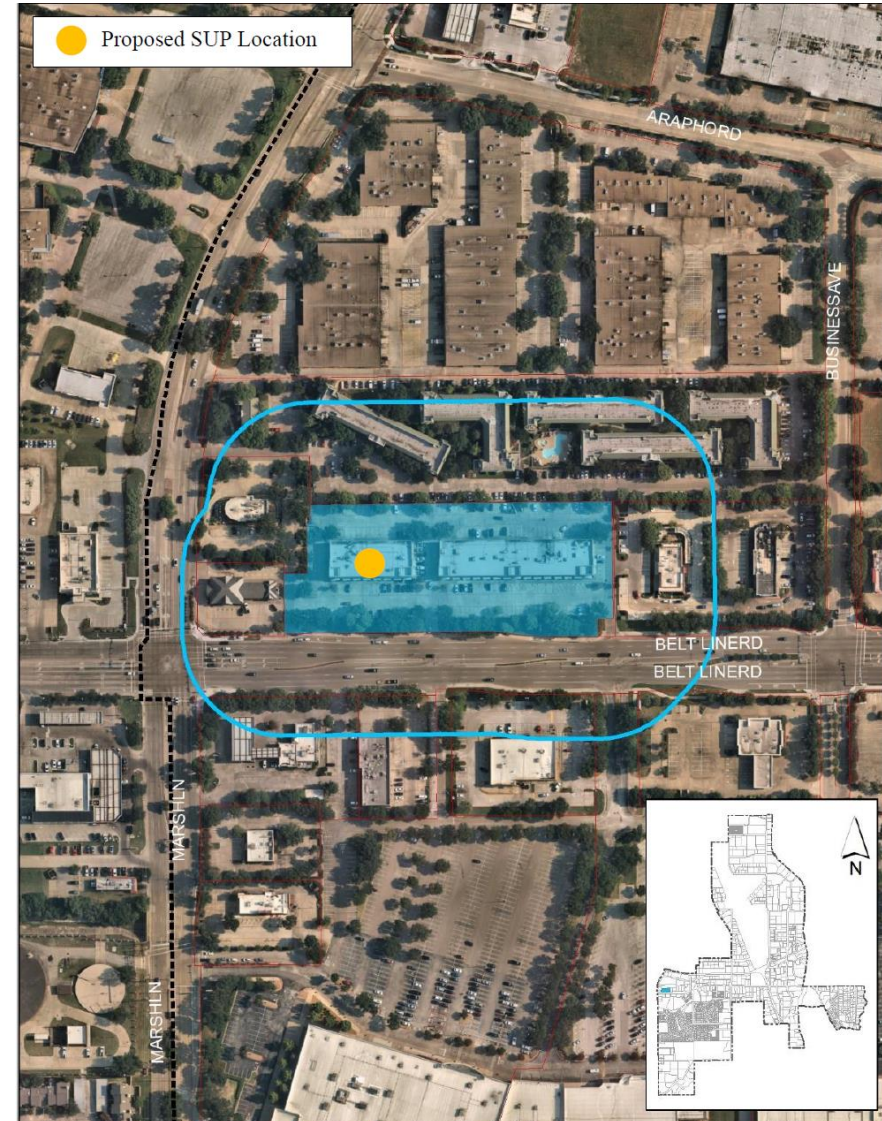 Proposed SUP Location
ARAPHORD
BUSINESSAVE
BELT LINERD
BELT LINERD
MARSHLN
MARSHLN
N